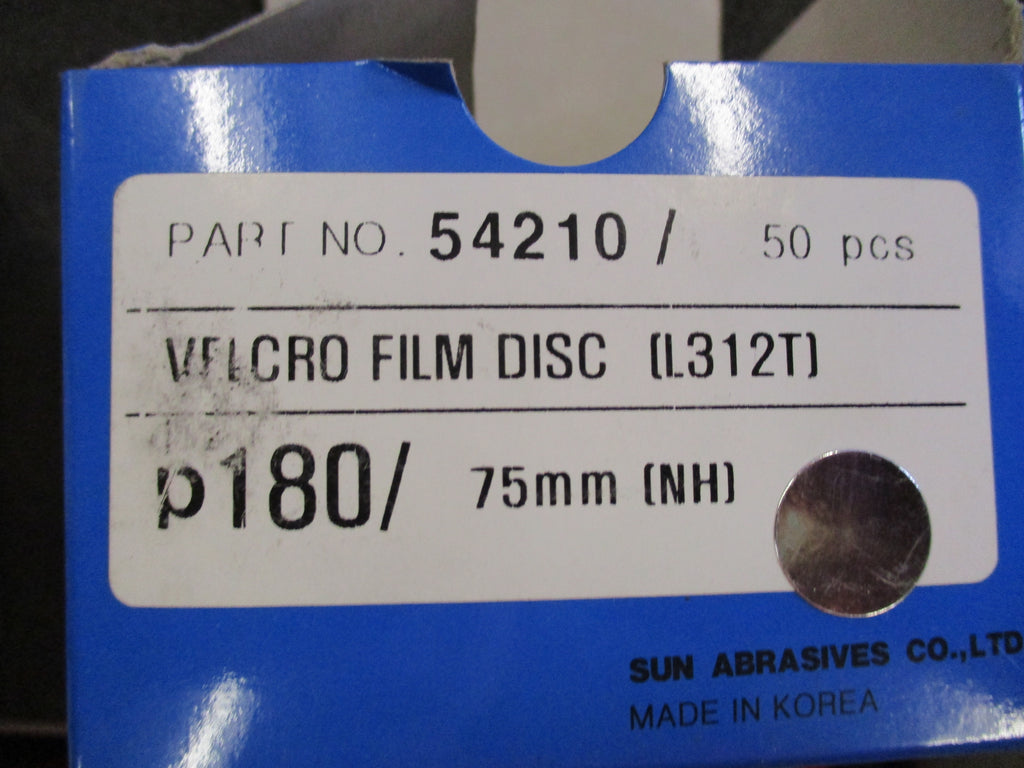 PART NO. 54210 / 50 pcs
VELCRO FILM DISC (L312T)
p180/ 75mm (NH)
SUN ABRASIVES CO.,LTD
MADE IN KOREA